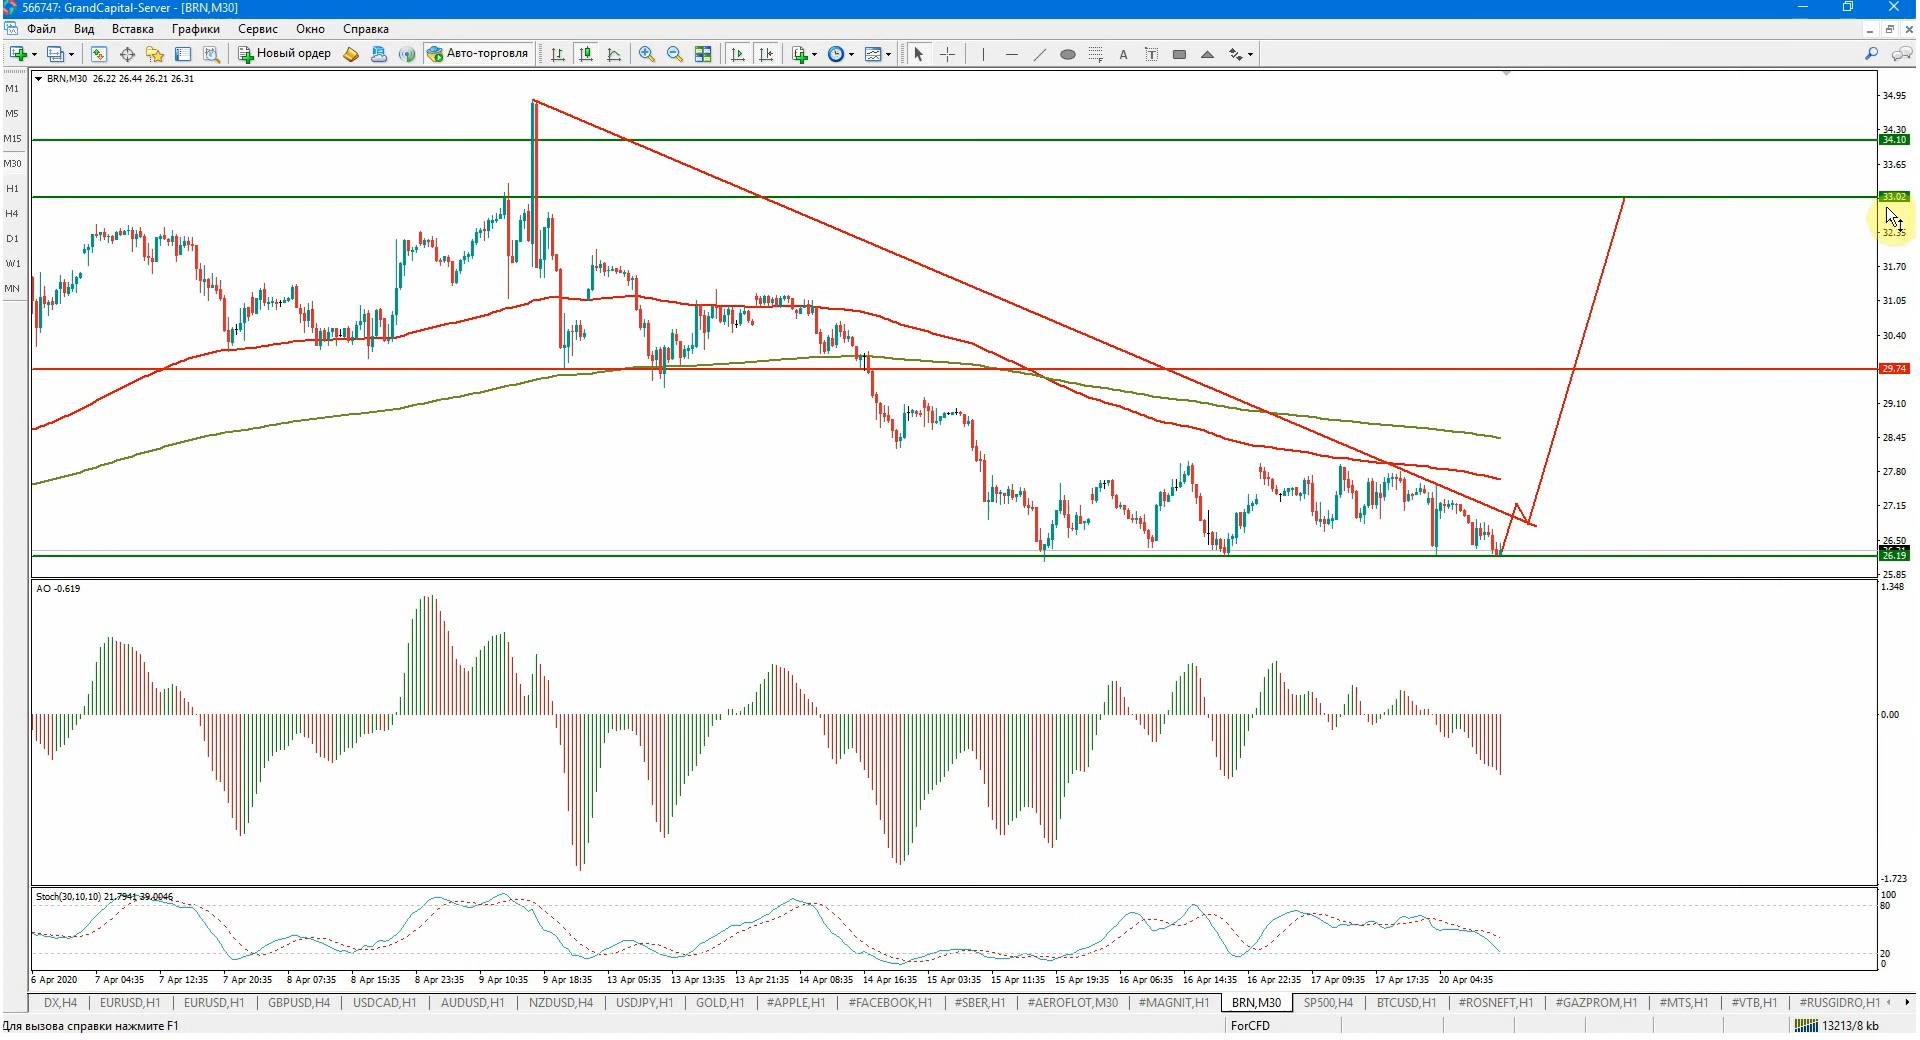 566747: GrandCapital-Server - [BRN,M30]
Файл Вид Вставка Графики Сервис Окно Справка
Новый ордер Авто-торговля
BRN,M30 26.22 26.44 26.21 26.31
M1
M5
M15
M30
H1
H4
D1
W1
MN
34.95
34.30
34.10
33.65
33.02
32.35
31.70
31.05
30.40
29.74
29.10
28.45
27.80
27.15
26.50
26.19
25.85
AO -0.619
1.348
0.00
-1.723
Stoch(30,10,10) 21.7941 39.0046
100
80
20
0
6 Apr 2020 7 Apr 04:35 7 Apr 12:35 7 Apr 20:35 8 Apr 07:35 8 Apr 15:35 8 Apr 23:35 9 Apr 10:35 9 Apr 18:35 13 Apr 05:35 13 Apr 13:35 13 Apr 21:35 14 Apr 08:35 14 Apr 16:35 15 Apr 03:35 15 Apr 11:35 15 Apr 19:35 16 Apr 06:35 16 Apr 14:35 16 Apr 22:35 17 Apr 09:35 17 Apr 17:35 20 Apr 04:35
DX,H4 EURUSD,H1 EURUSD,H1 GBPUSD,H4 USDCAD,H1 AUDUSD,H1 NZDUSD,H4 USDJPY,H1 GOLD,H1 #APPLE,H1 #FACEBOOK,H1 #SBER,H1 #AEROFLOT,M30 #MAGNIT,H1 BRN,M30 SP500,H4 BTCUSD,H1 #ROSNEFT,H1 #GAZPROM,H1 #MTS,H1 #VTB,H1 #RUSGIDRO,H1
Для вызова справки нажмите F1 ForCFD 13213/8 kb